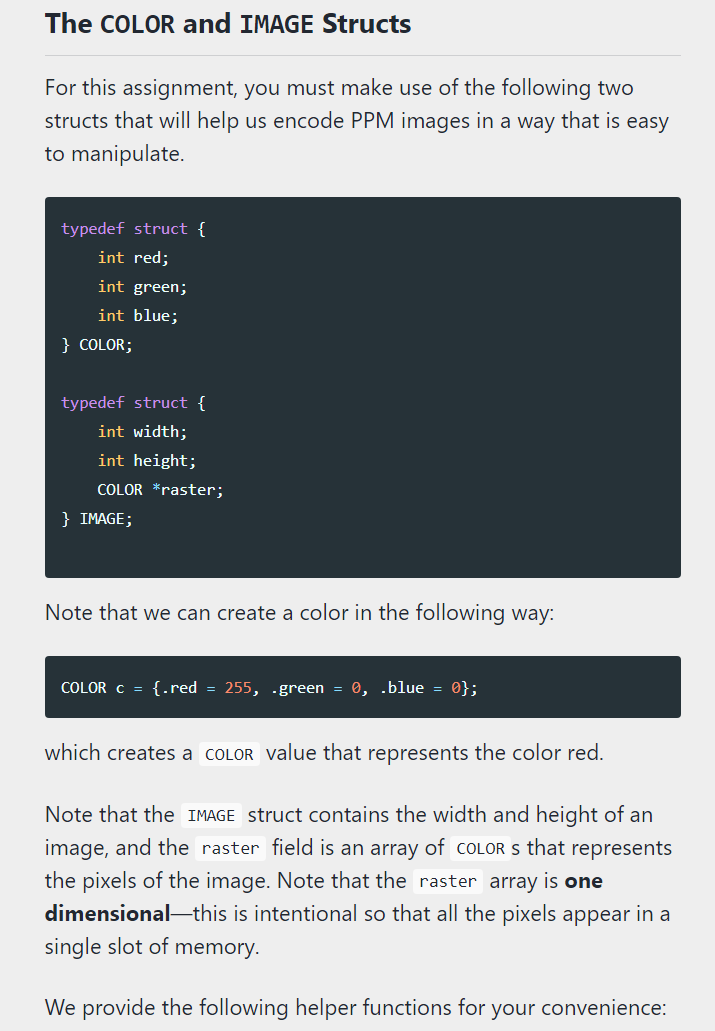 The COLOR and IMAGE Structs
For this assignment, you must make use of the following two
structs that will help us encode PPM images in a way that is easy
to manipulate.
typedef struct {
    int red;
    int green;
    int blue;
} COLOR;
typedef struct {
    int width;
    int height;
    COLOR *raster;
} IMAGE;
Note that we can create a color in the following way:
COLOR c = {.red = 255, .green = 0, .blue = 0};
which creates a COLOR value that represents the color red.
Note that the IMAGE struct contains the width and height of an
image, and the raster field is an array of COLOR s that represents
the pixels of the image. Note that the raster array is one
dimensional—this is intentional so that all the pixels appear in a
single slot of memory.
We provide the following helper functions for your convenience: